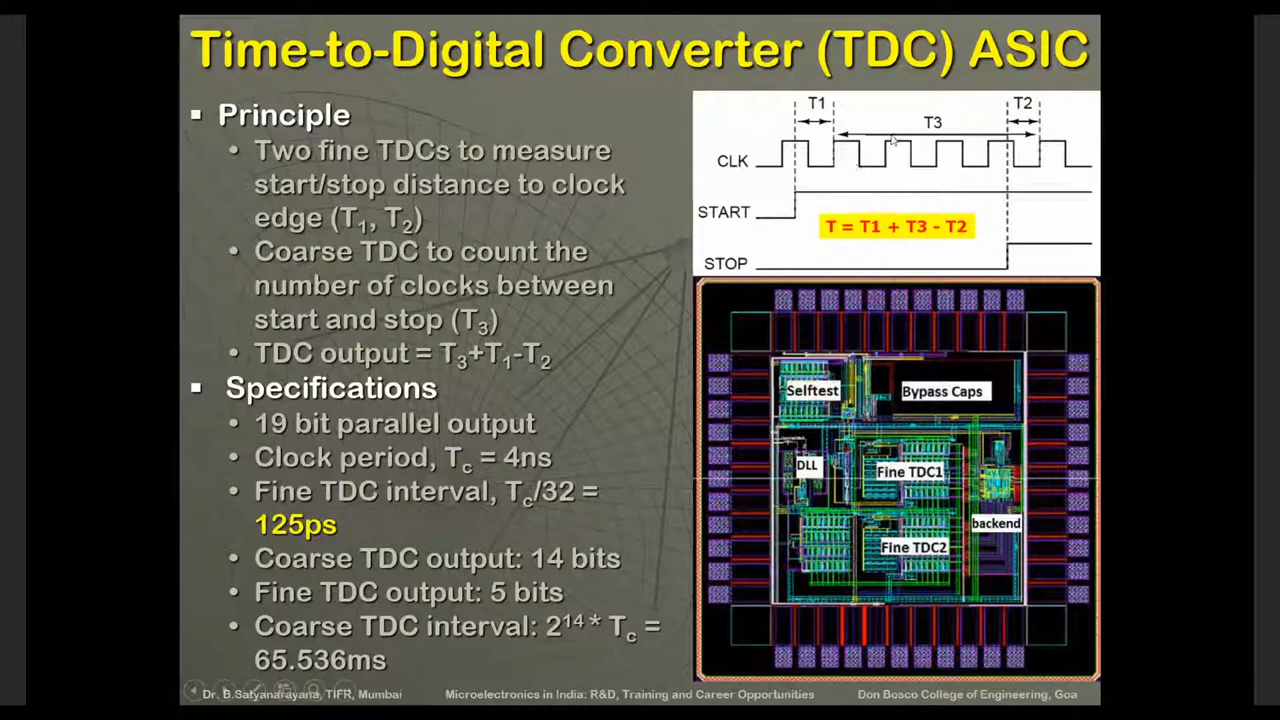 Time-to-Digital Converter (TDC) ASIC
▪ Principle
• Two fine TDCs to measure
start/stop distance to clock
edge (T₁, T₂)
• Coarse TDC to count the
number of clocks between
start and stop (T₃)
• TDC output = T₃+T₁-T₂
▪ Specifications
• 19 bit parallel output
• Clock period, Tc = 4ns
• Fine TDC interval, Tc/32 =
125ps
• Coarse TDC output: 14 bits
• Fine TDC output: 5 bits
• Coarse TDC interval: 2¹⁴* Tc =
65.536ms
T1
T2
T3
CLK
START
T = T1 + T3 - T2
STOP
Selftest
Bypass Caps
DLL
Fine TDC1
backend
Fine TDC2
Dr. B.Satyanarayana, TIFR, Mumbai
Microelectronics in India: R&D, Training and Career Opportunities
Don Bosco College of Engineering, Goa